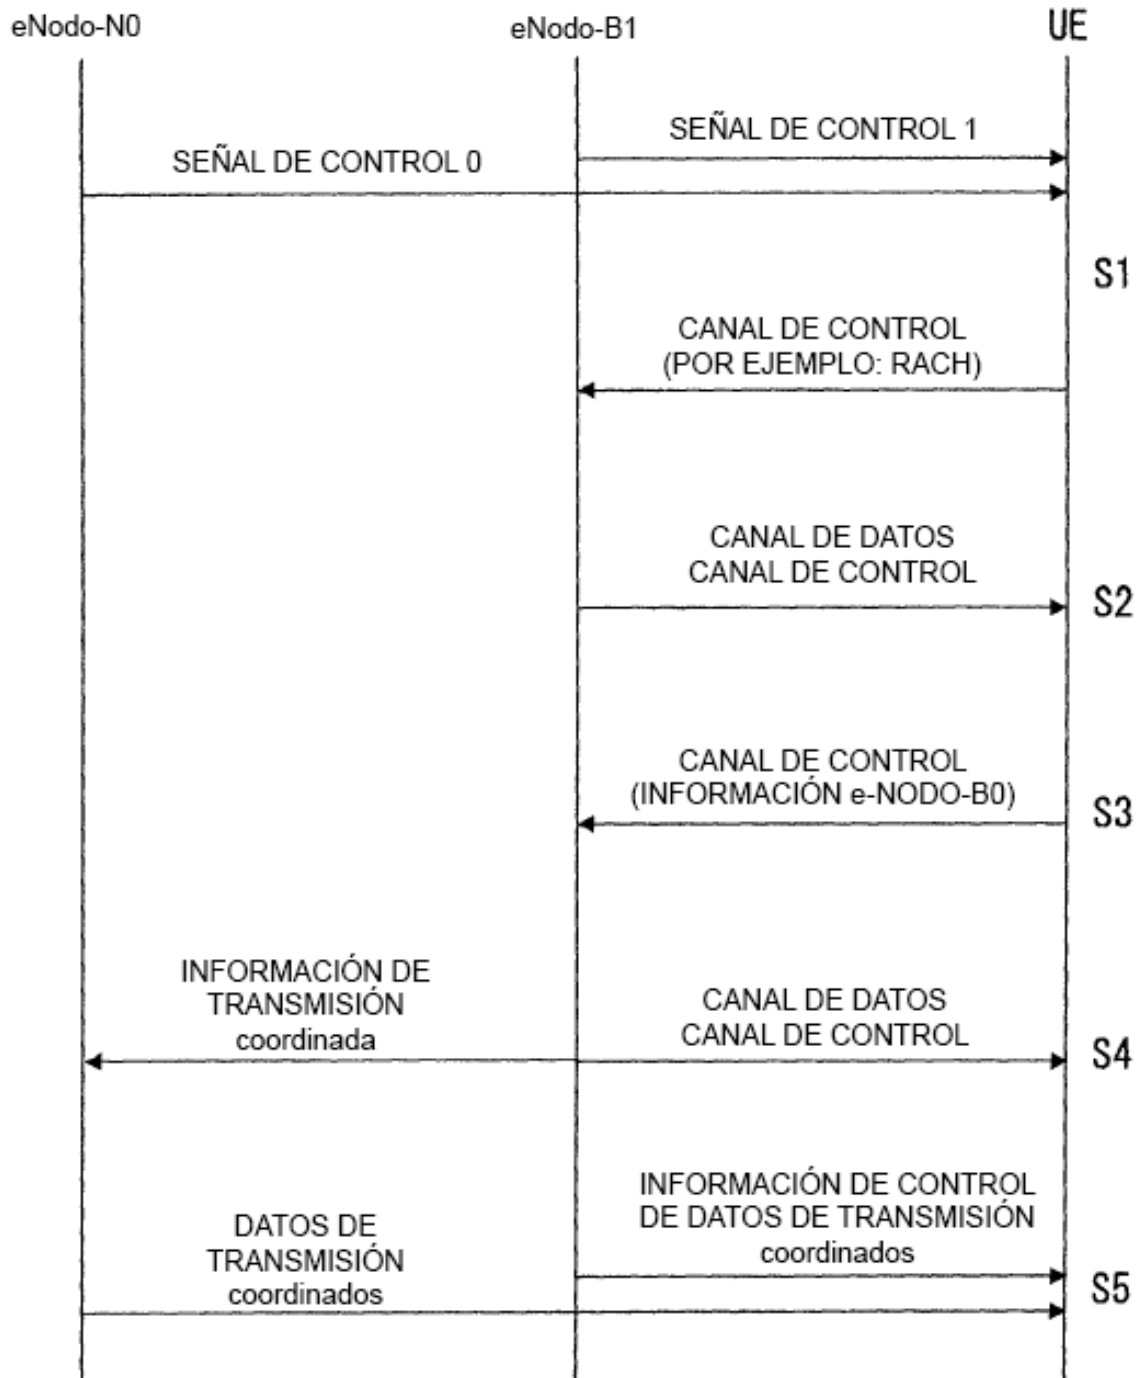 eNodo-N0
eNodo-B1
UE
SEÑAL DE CONTROL 1
SEÑAL DE CONTROL 0
S1
CANAL DE CONTROL
(POR EJEMPLO: RACH)
CANAL DE DATOS
CANAL DE CONTROL
S2
CANAL DE CONTROL
(INFORMACIÓN e-NODO-B0)
S3
INFORMACIÓN DE
TRANSMISIÓN
coordinada
CANAL DE DATOS
CANAL DE CONTROL
S4
INFORMACIÓN DE CONTROL
DE DATOS DE TRANSMISIÓN
coordinados
DATOS DE
TRANSMISIÓN
coordinados
S5